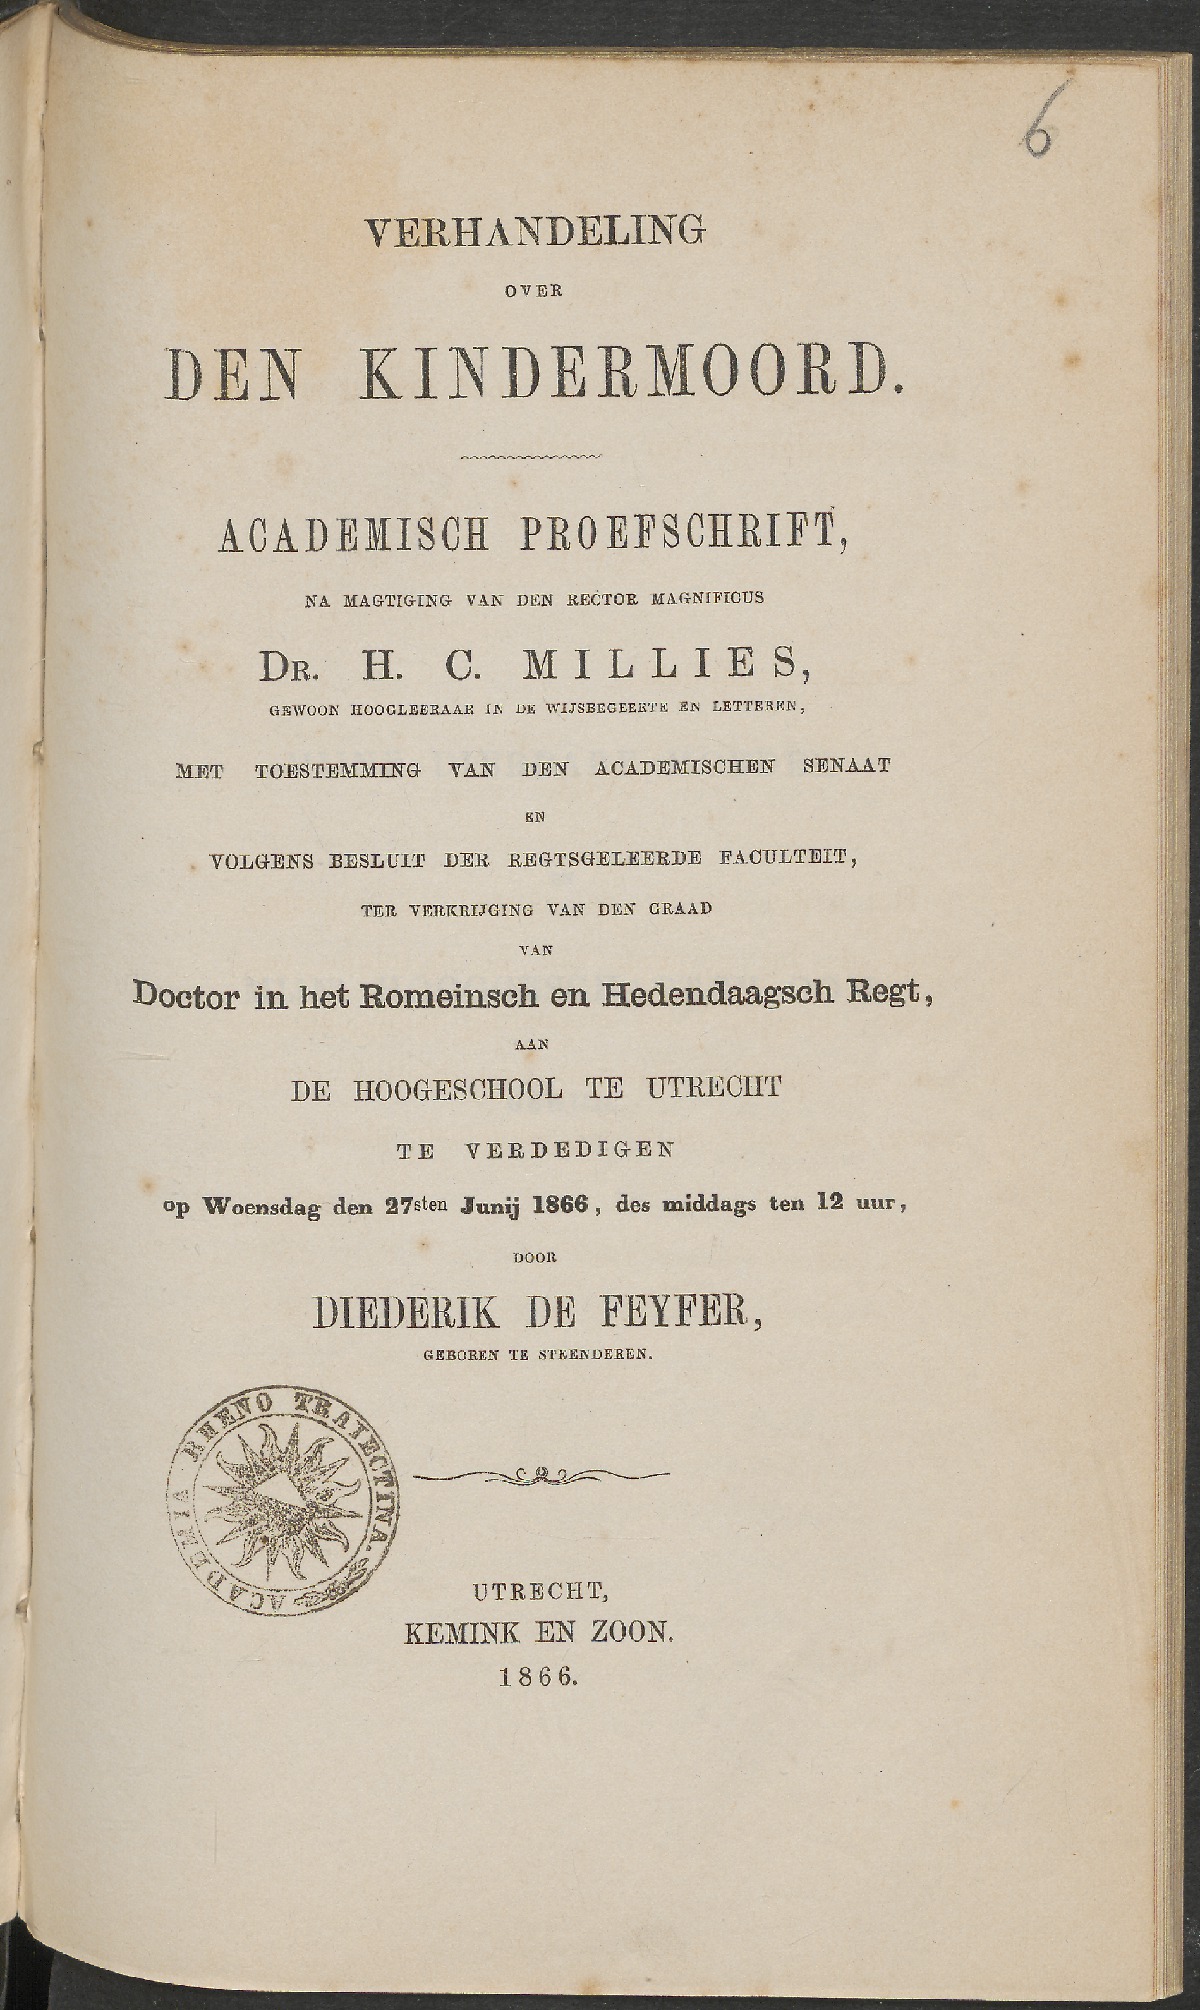 6
VERHANDELING
OVER
DEN KINDERMOORD.
ACADEMISCH PROEFSCHRIFT,
NA MAGTIGING VAN DEN RECTOR MAGNIFICUS
DR. H. C. MILLIES,
GEWOON HOOGLEERAAR IN DE WIJSBEGEERTE EN LETTEREN,
MET TOESTEMMING VAN DEN ACADEMISCHEN SENAAT
EN
VOLGENS BESLUIT DER REGTSGELEERDE FACULTEIT,
TER VERKRIJGING VAN DEN GRAAD
VAN
Doctor in het Romeinsch en Hedendaagsch Regt,
AAN
DE HOOGESCHOOL TE UTRECHT
TE VERDEDIGEN
op Woensdag den 27sten Junij 1866, des middags ten 12 uur,
DOOR
DIEDERIK DE FEYFER,
GEBOREN TE STEENDEREN.
ACADEMIA RHENO TRAIECTINA.
UTRECHT,
KEMINK EN ZOON.
1866.